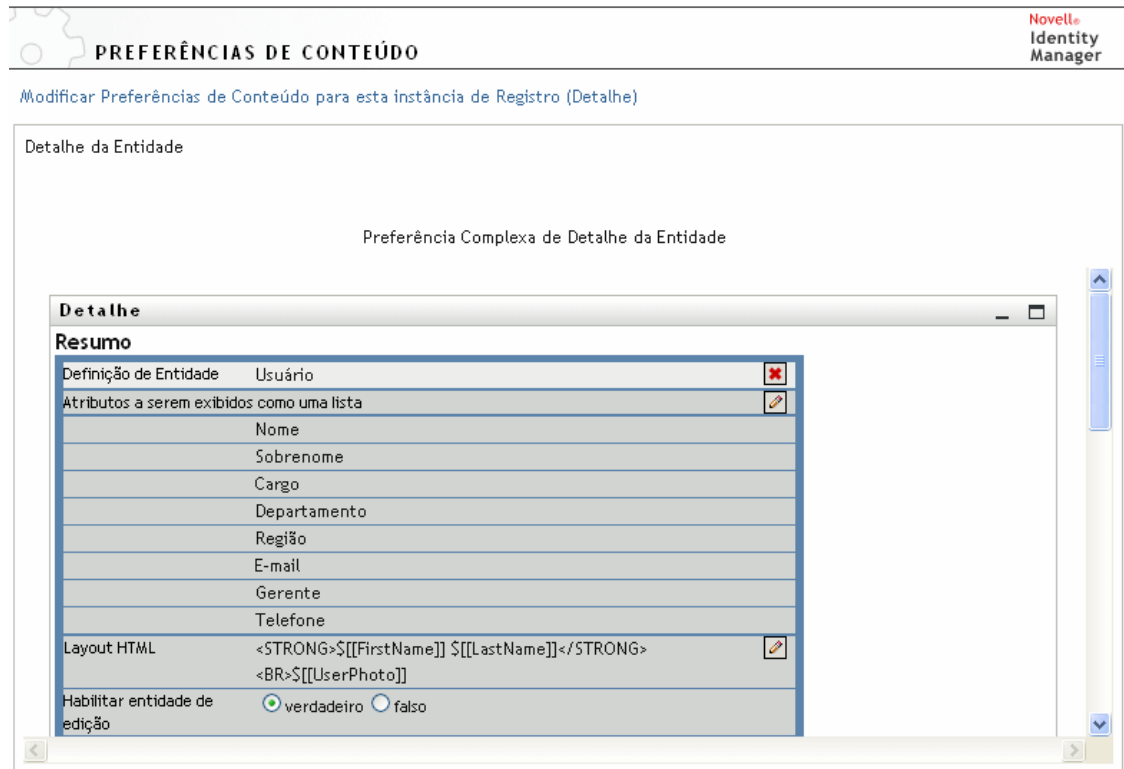 Novell®
Identity
Manager
PREFERÊNCIAS DE CONTEÚDO
Modificar Preferências de Conteúdo para esta instância de Registro (Detalhe)
Detalhe da Entidade
Preferência Complexa de Detalhe da Entidade
Detalhe
Resumo
Definição de Entidade Usuário
Atributos a serem exibidos como uma lista
Nome
Sobrenome
Cargo
Departamento
Região
E-mail
Gerente
Telefone
Layout HTML <STRONG>$[[FirstName]] $[[LastName]]</STRONG>
<BR>$[[UserPhoto]]
Habilitar entidade de edição verdadeiro falso